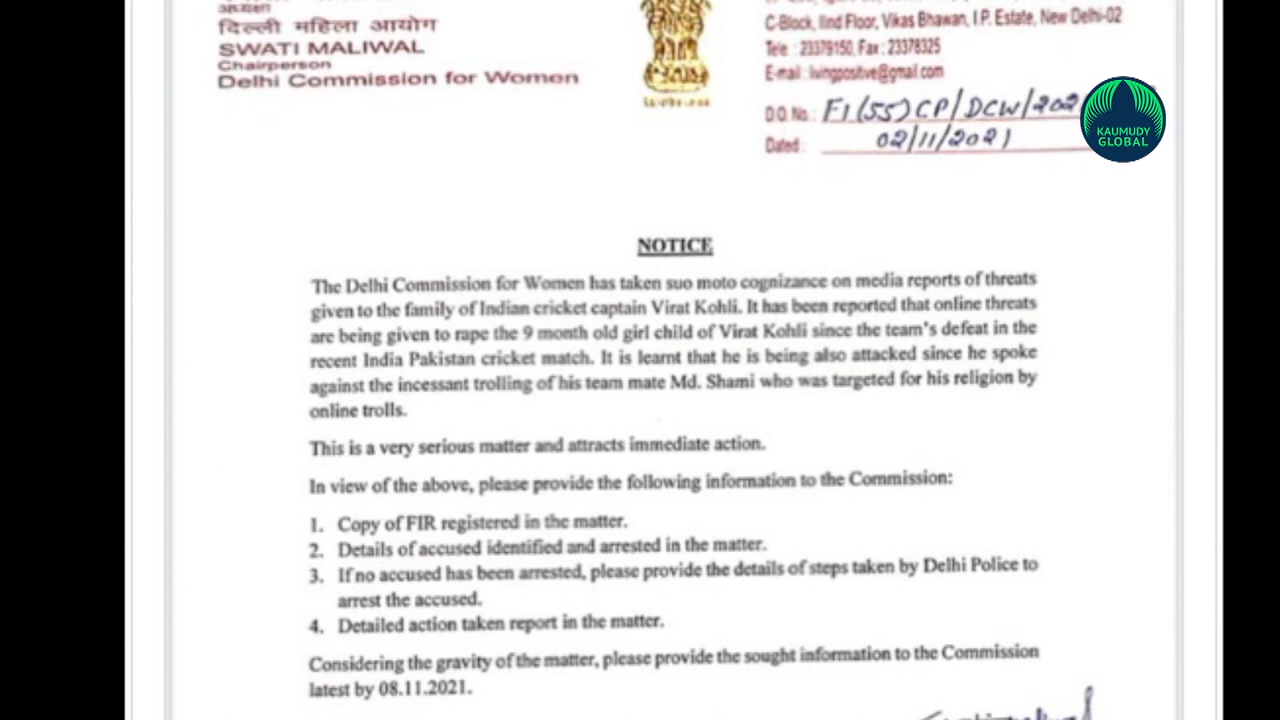 अध्यक्ष
दिल्ली महिला आयोग
SWATI MALIWAL
Chairperson
Delhi Commission for Women
C-Block, IInd Floor, Vikas Bhawan, I.P. Estate, New Delhi-02
Tele : 23379150, Fax : 23378325
E-mail : livingpositive@gmail.com
D.O. No. : F1(55)CP/DCW/202
Dated : 02/11/2021
KAUMUDY
GLOBAL
NOTICE
The Delhi Commission for Women has taken suo moto cognizance on media reports of threats
given to the family of Indian cricket captain Virat Kohli. It has been reported that online threats
are being given to rape the 9 month old girl child of Virat Kohli since the team's defeat in the
recent India Pakistan cricket match. It is learnt that he is being also attacked since he spoke
against the incessant trolling of his team mate Md. Shami who was targeted for his religion by
online trolls.
This is a very serious matter and attracts immediate action.
In view of the above, please provide the following information to the Commission:
1. Copy of FIR registered in the matter.
2. Details of accused identified and arrested in the matter.
3. If no accused has been arrested, please provide the details of steps taken by Delhi Police to
arrest the accused.
4. Detailed action taken report in the matter.
Considering the gravity of the matter, please provide the sought information to the Commission
latest by 08.11.2021.